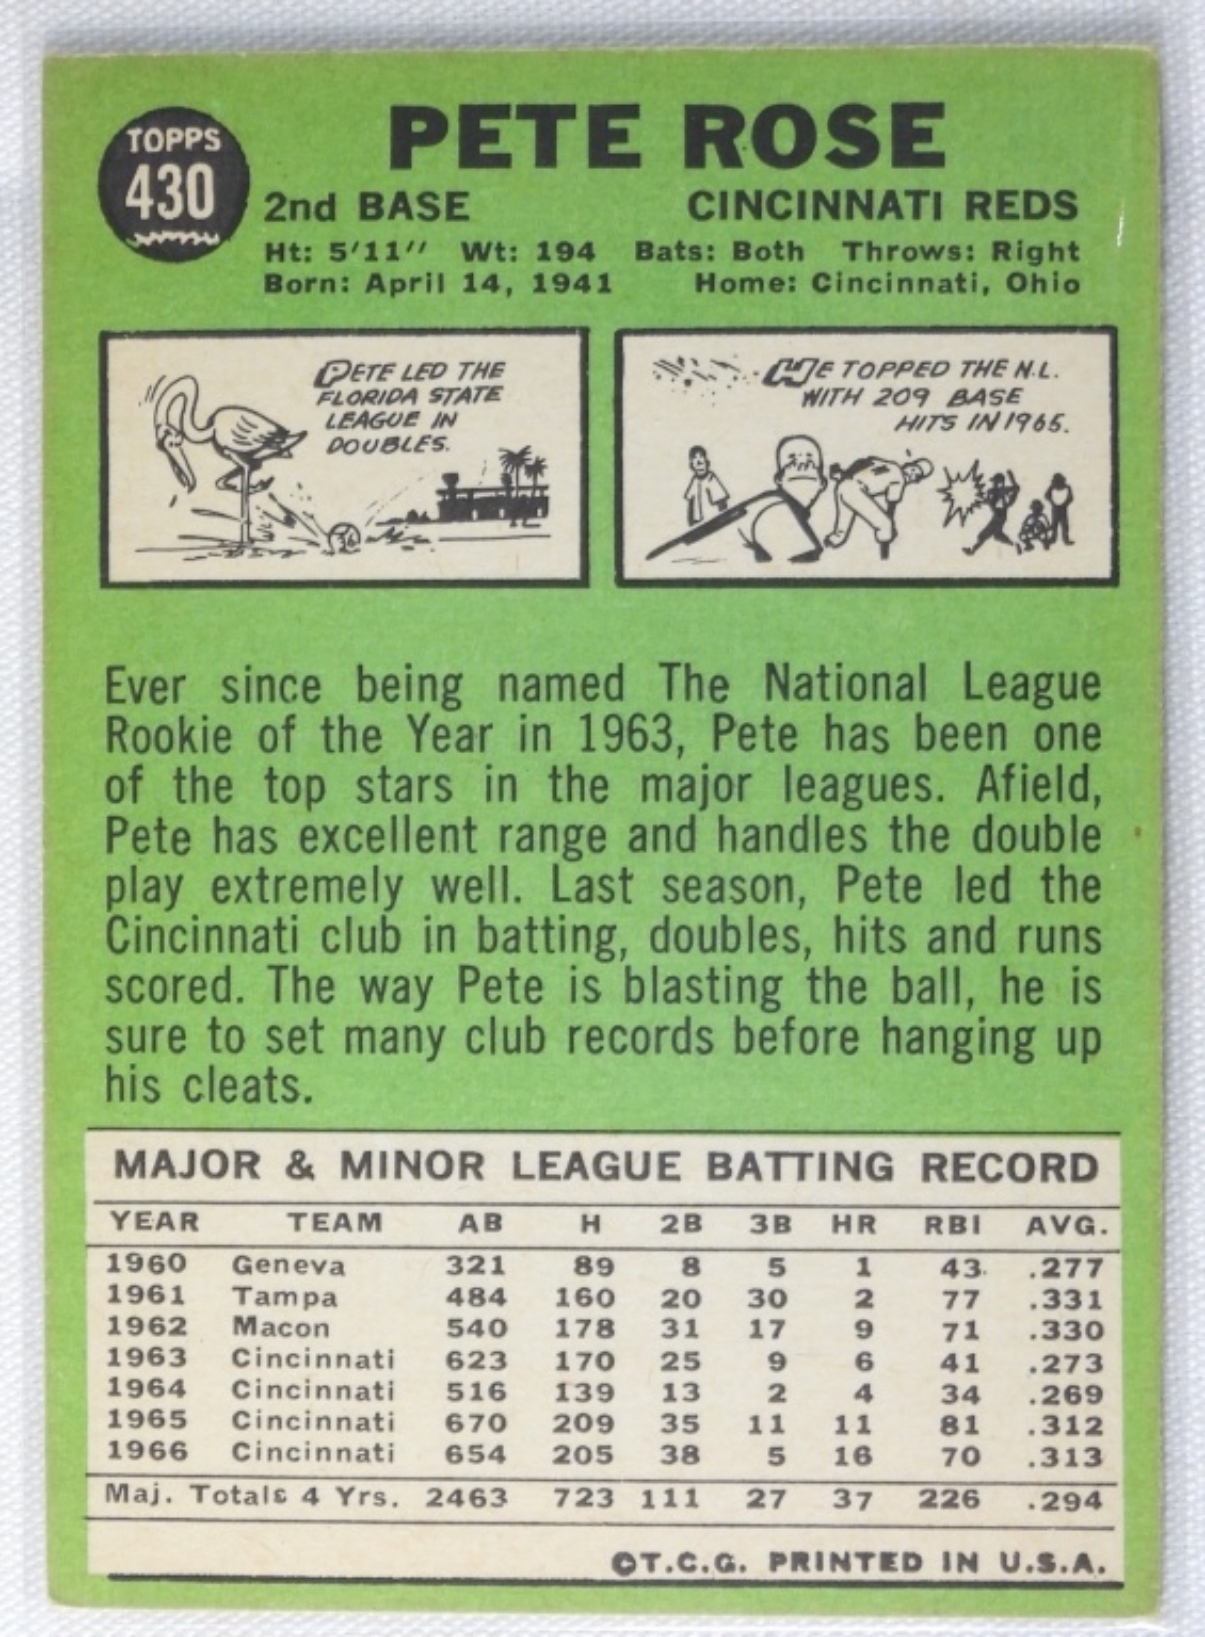 PETE ROSE
TOPPS
430
2nd BASE CINCINNATI REDS
Ht: 5'11" Wt: 194 Bats: Both Throws: Right
Born: April 14, 1941 Home: Cincinnati, Ohio
PETE LED THE
FLORIDA STATE
LEAGUE IN
DOUBLES.
36
HE TOPPED THE N.L.
WITH 209 BASE
HITS IN 1965.
Ever since being named The National League
Rookie of the Year in 1963, Pete has been one
of the top stars in the major leagues. Afield,
Pete has excellent range and handles the double
play extremely well. Last season, Pete led the
Cincinnati club in batting, doubles, hits and runs
scored. The way Pete is blasting the ball, he is
sure to set many club records before hanging up
his cleats.
MAJOR & MINOR LEAGUE BATTING RECORD
YEAR TEAM AB H 2B 3B HR RBI AVG.
1960 Geneva 321 89 8 5 1 43 .277
1961 Tampa 484 160 20 30 2 77 .331
1962 Macon 540 178 31 17 9 71 .330
1963 Cincinnati 623 170 25 9 6 41 .273
1964 Cincinnati 516 139 13 2 4 34 .269
1965 Cincinnati 670 209 35 11 11 81 .312
1966 Cincinnati 654 205 38 5 16 70 .313
Maj. Totals 4 Yrs. 2463 723 111 27 37 226 .294
©T.C.G. PRINTED IN U.S.A.